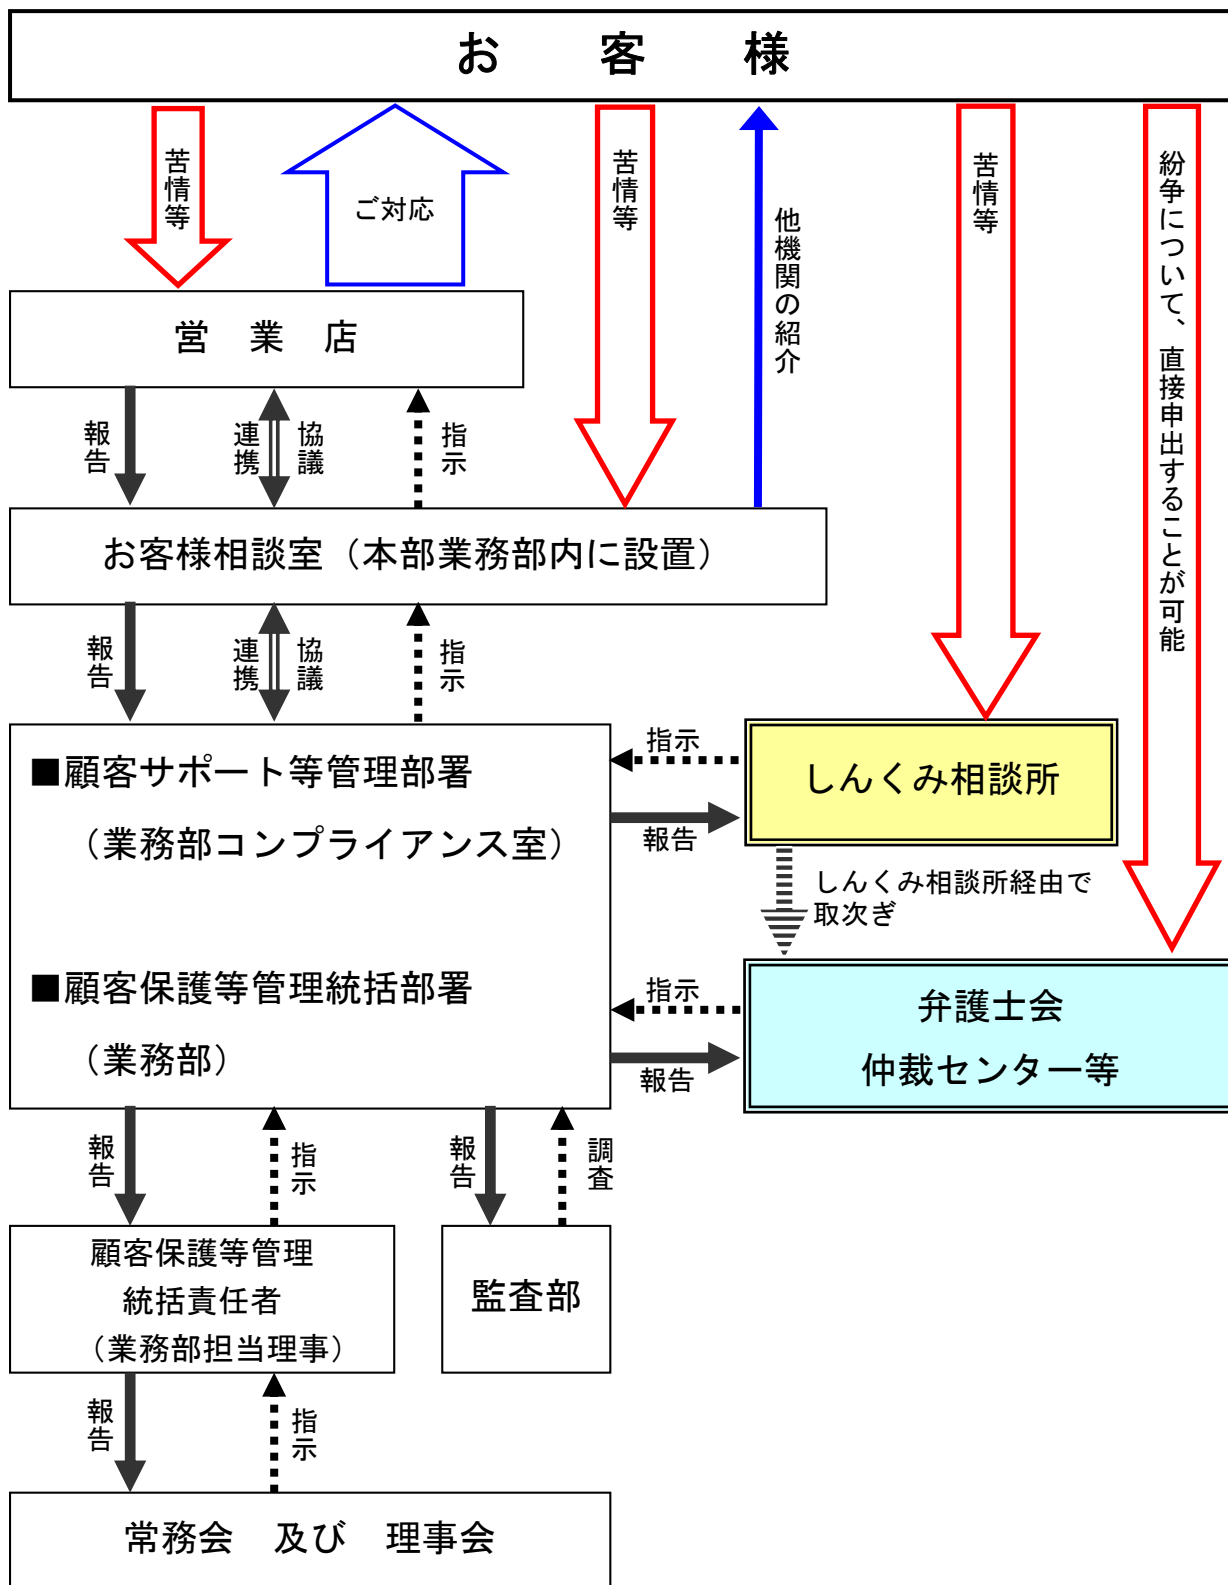 お　客　様
苦情等
ご対応
苦情等
他機関の紹介
苦情等
紛争について、直接申出することが可能
営　業　店
報告
連携
協議
指示
お客様相談室（本部業務部内に設置）
報告
連携
協議
指示
■顧客サポート等管理部署
（業務部コンプライアンス室）
■顧客保護等管理統括部署
（業務部）
指示
報告
しんくみ相談所
しんくみ相談所経由で
取次ぎ
指示
報告
弁護士会
仲裁センター等
報告
指示
報告
調査
顧客保護等管理
統括責任者
（業務部担当理事）
監査部
報告
指示
常務会　及び　理事会